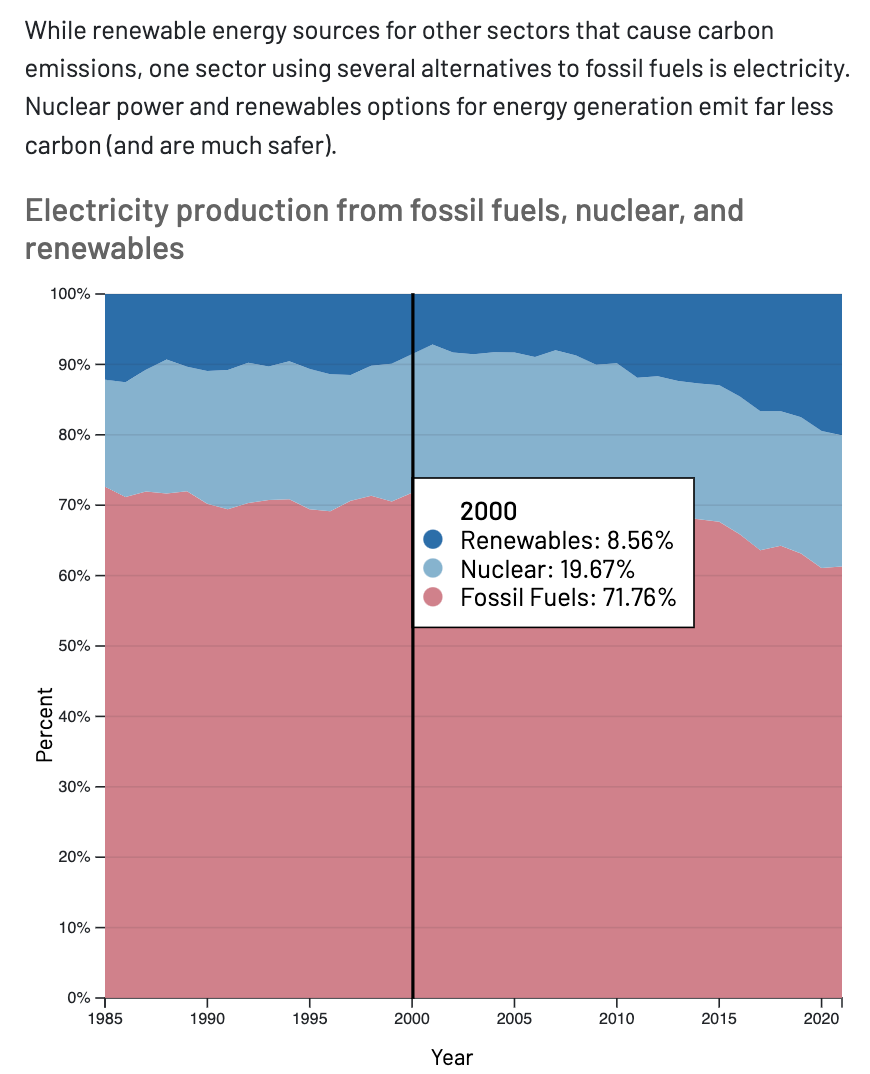 While renewable energy sources for other sectors that cause carbon
emissions, one sector using several alternatives to fossil fuels is electricity.
Nuclear power and renewables options for energy generation emit far less
carbon (and are much safer).
Electricity production from fossil fuels, nuclear, and
renewables
100%
90%
80%
70%
60%
50%
40%
30%
20%
10%
0%
Percent
2000
Renewables: 8.56%
Nuclear: 19.67%
Fossil Fuels: 71.76%
1985 1990 1995 2000 2005 2010 2015 2020
Year